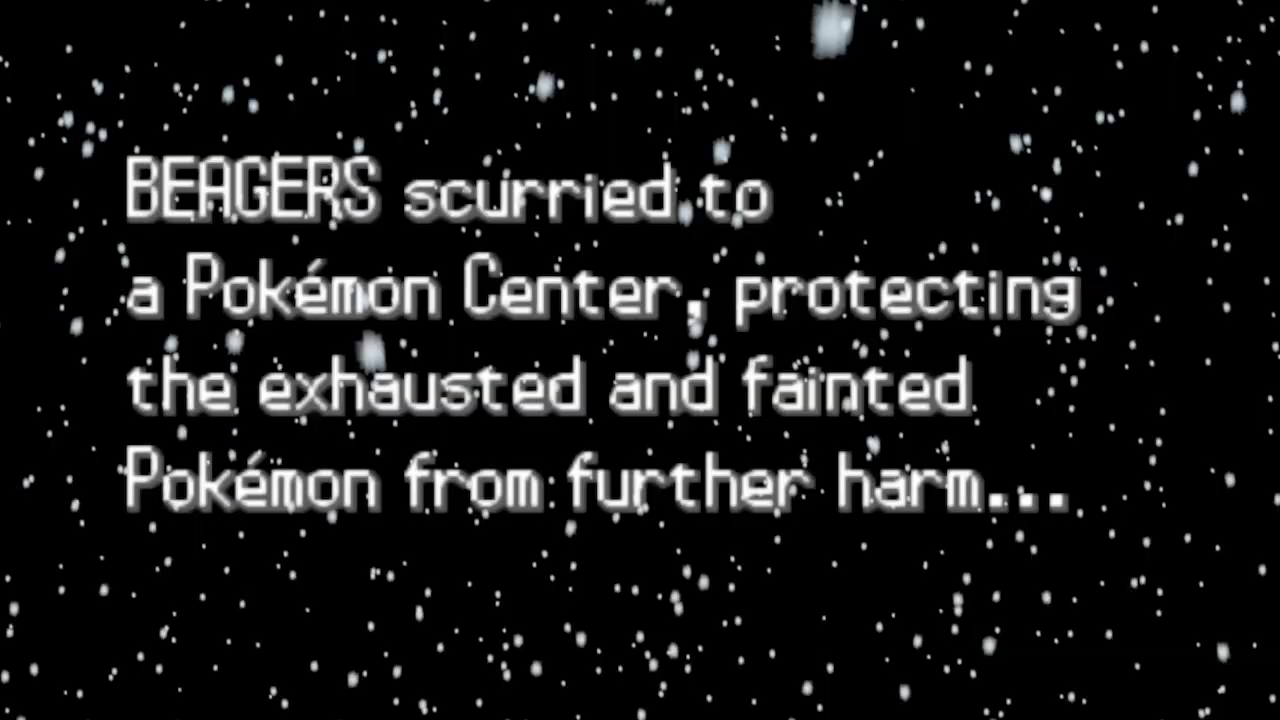 BEAGERS scurried to
a Pokémon Center, protecting
the exhausted and fainted
Pokémon from further harm...